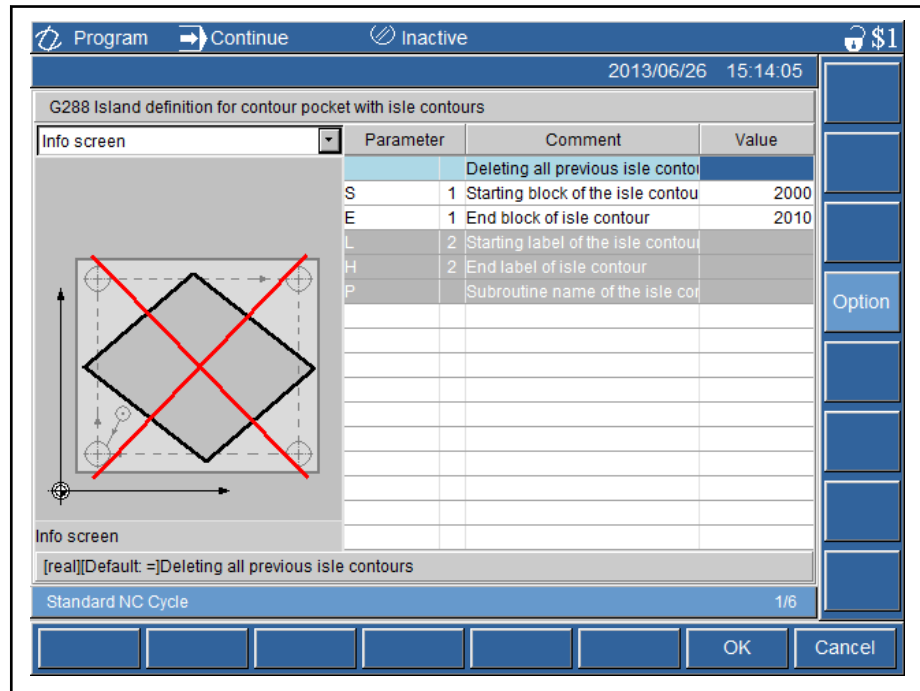 Program Continue Inactive $1
2013/06/26 15:14:05
G288 Island definition for contour pocket with isle contours
Info screen Parameter Comment Value
Deleting all previous isle contou
S 1 Starting block of the isle contou 2000
E 1 End block of isle contour 2010
L 2 Starting label of the isle contour
H 2 End label of isle contour
P Subroutine name of the isle cor
Option
Info screen
[real][Default: =]Deleting all previous isle contours
Standard NC Cycle 1/6
OK Cancel